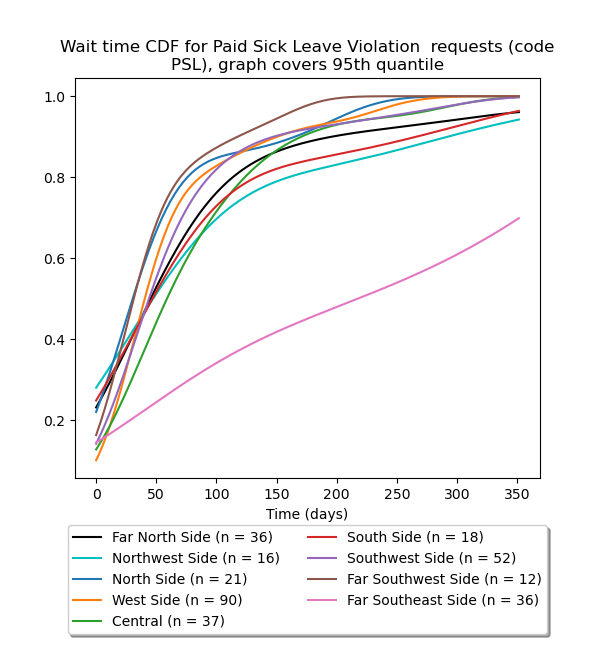 Wait time CDF for Paid Sick Leave Violation  requests (code
PSL), graph covers 95th quantile
1.0
0.8
0.6
0.4
0.2
0 50 100 150 200 250 300 350
Time (days)
Far North Side (n = 36)
Northwest Side (n = 16)
North Side (n = 21)
West Side (n = 90)
Central (n = 37)
South Side (n = 18)
Southwest Side (n = 52)
Far Southwest Side (n = 12)
Far Southeast Side (n = 36)